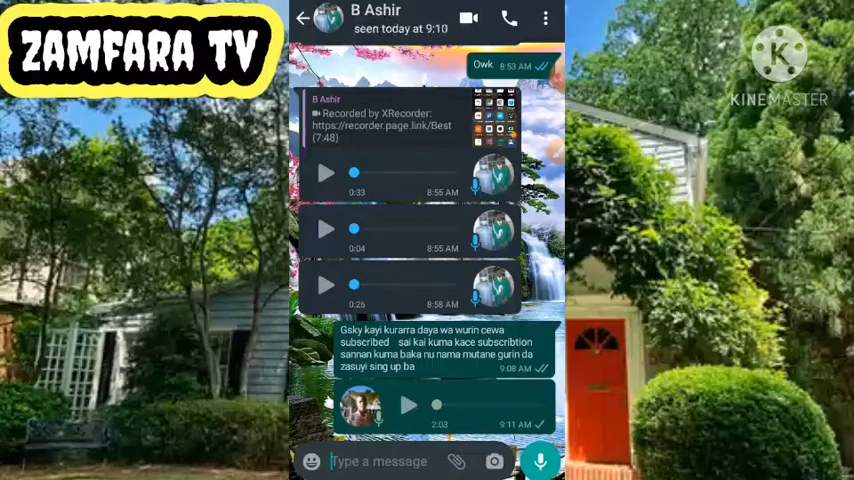 ZAMFARA TV
B Ashir
seen today at 9:10
KINEMASTER
Owk 8:53 AM
B Ashir
Recorded by XRecorder:
https://recorder.page.link/Best
(7:48)
0:33 8:55 AM
0:04 8:55 AM
0:26 8:58 AM
Gsky kayi kurarra daya wa wurin cewa
subscribed sai kai kuma kace subscribtion
sannan kuma baka nu nama mutane gurin da
zasuyi sing up ba
9:08 AM
2:03 9:11 AM
Type a message